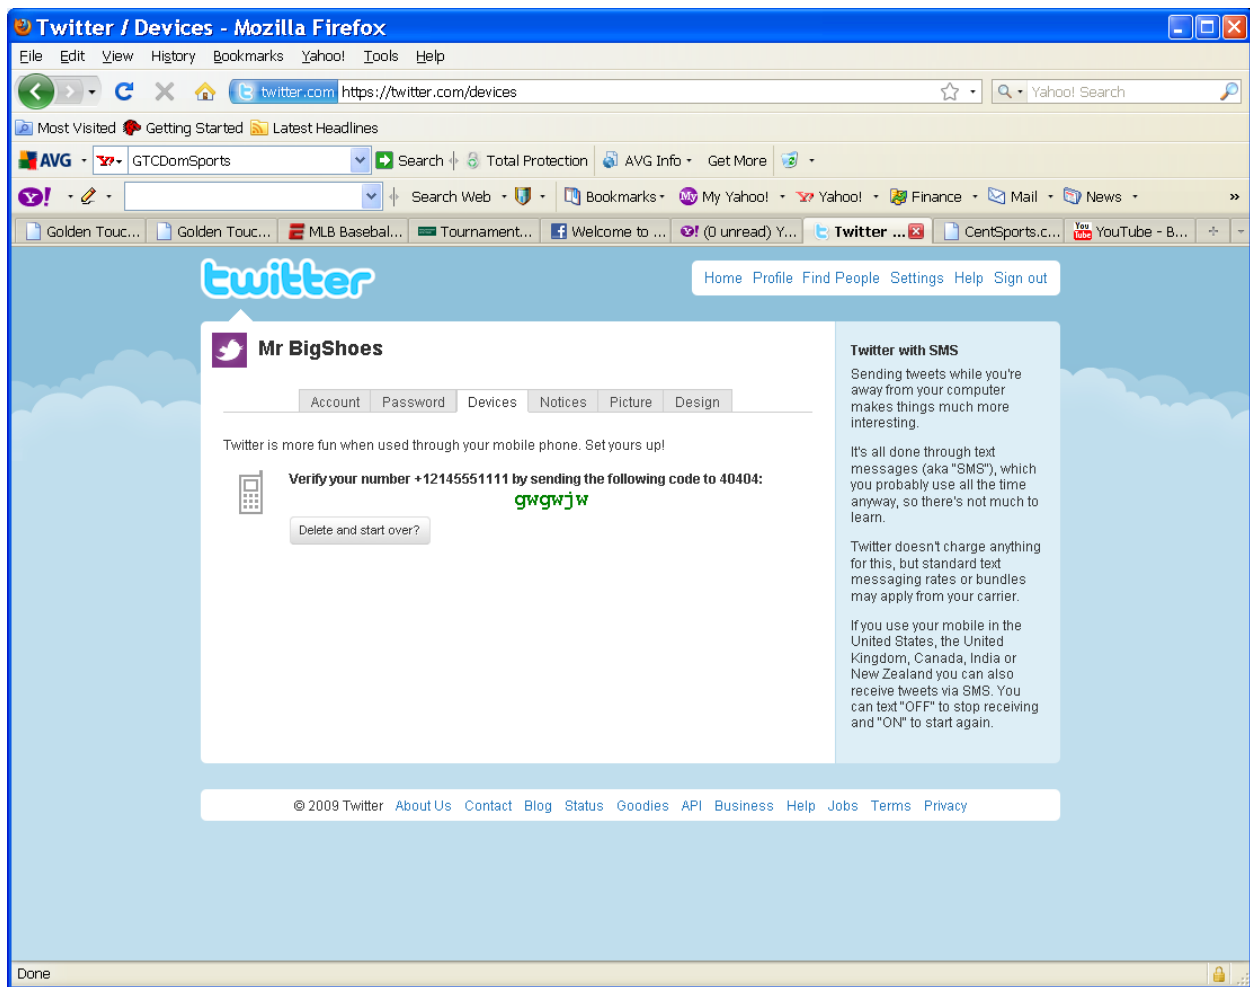 Twitter / Devices - Mozilla Firefox
File Edit View History Bookmarks Yahoo! Tools Help
twitter.com https://twitter.com/devices Yahoo! Search
Most Visited Getting Started Latest Headlines
AVG GTCDomSports Search Total Protection AVG Info Get More
Y! Search Web Bookmarks My Yahoo! Yahoo! Finance Mail News »
Golden Touc... Golden Touc... MLB Basebal... Tournament... Welcome to ... (0 unread) Y... Twitter ... CentSports.c... YouTube - B...
twitter
Home Profile Find People Settings Help Sign out
Mr BigShoes
Account Password Devices Notices Picture Design
Twitter is more fun when used through your mobile phone. Set yours up!
Verify your number +12145551111 by sending the following code to 40404:
gwgwjw
Delete and start over?
Twitter with SMS
Sending tweets while you're
away from your computer
makes things much more
interesting.
It's all done through text
messages (aka "SMS"), which
you probably use all the time
anyway, so there's not much to
learn.
Twitter doesn't charge anything
for this, but standard text
messaging rates or bundles
may apply from your carrier.
If you use your mobile in the
United States, the United
Kingdom, Canada, India or
New Zealand you can also
receive tweets via SMS. You
can text "OFF" to stop receiving
and "ON" to start again.
© 2009 Twitter About Us Contact Blog Status Goodies API Business Help Jobs Terms Privacy
Done